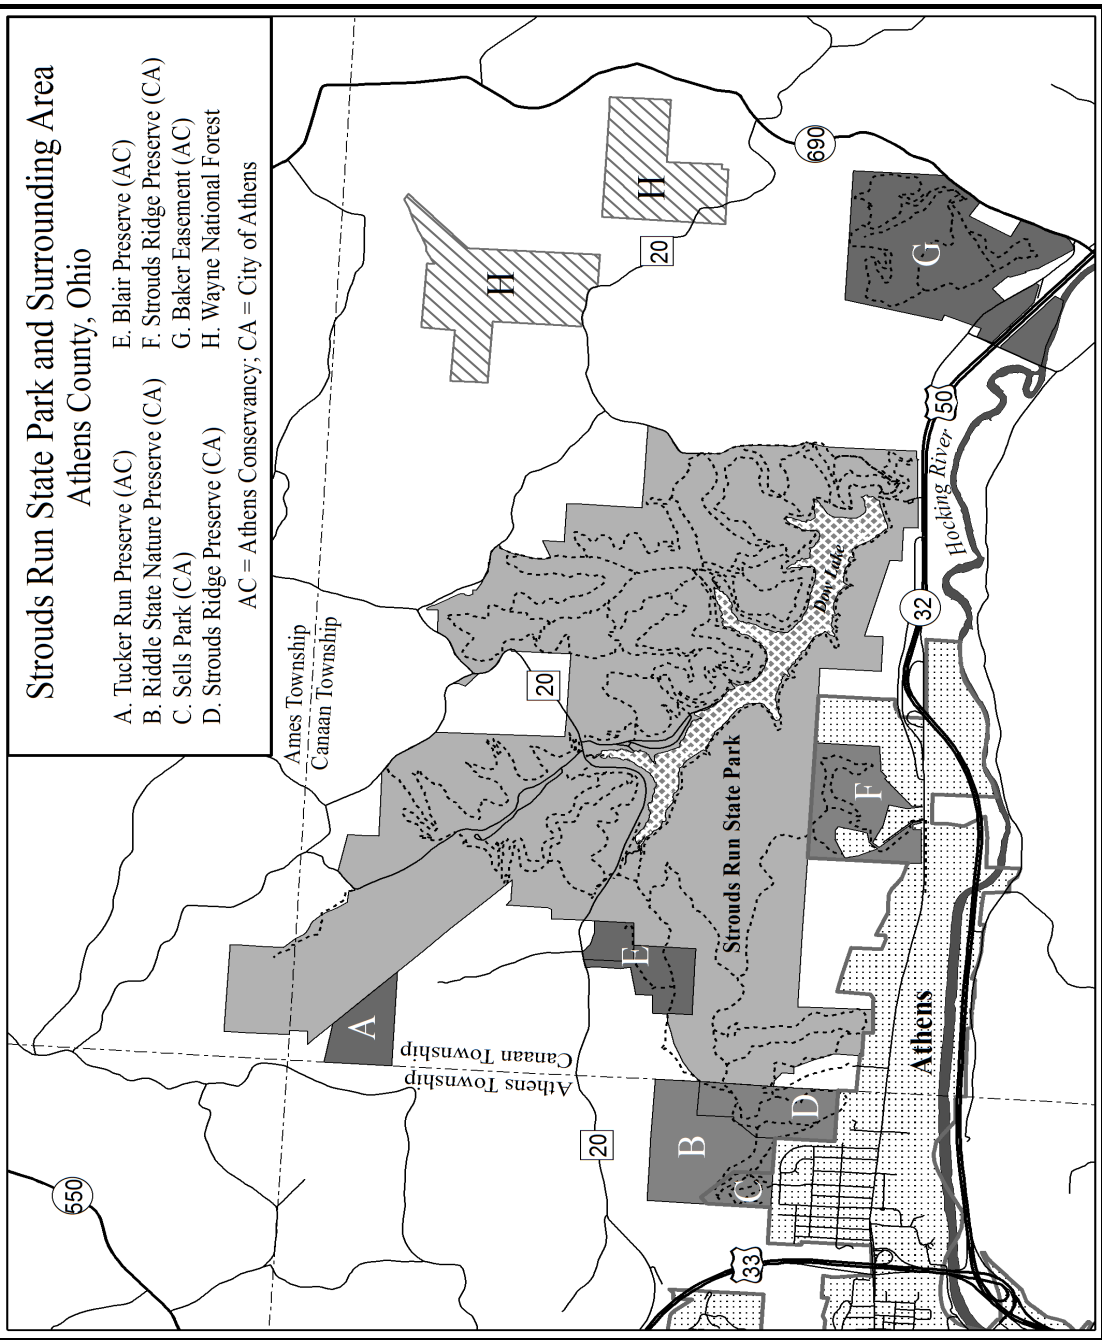 Strouds Run State Park and Surrounding Area
Athens County, Ohio
A. Tucker Run Preserve (AC)
B. Riddle State Nature Preserve (CA)
C. Sells Park (CA)
D. Strouds Ridge Preserve (CA)
E. Blair Preserve (AC)
F. Strouds Ridge Preserve (CA)
G. Baker Easement (AC)
H. Wayne National Forest
AC = Athens Conservancy; CA = City of Athens
Ames Township
Canaan Township
550
A
Athens Township
Canaan Township
20
20
20
H
H
690
E
B
C
D
Strouds Run State Park
Dow Lake
F
G
33
Athens
32
50
Hocking River